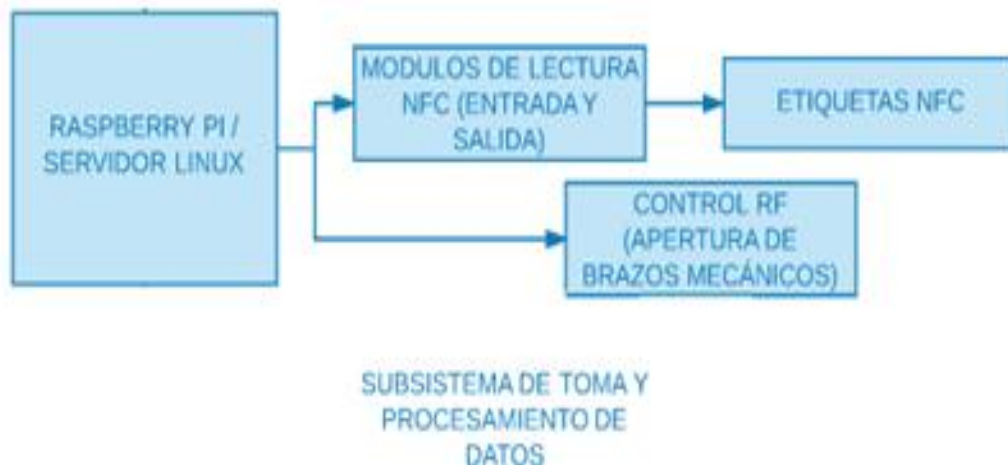 RASPBERRY PI /
SERVIDOR LINUX
MODULOS DE LECTURA
NFC (ENTRADA Y
SALIDA)
ETIQUETAS NFC
CONTROL RF
(APERTURA DE
BRAZOS MECÁNICOS)
SUBSISTEMA DE TOMA Y
PROCESAMIENTO DE
DATOS